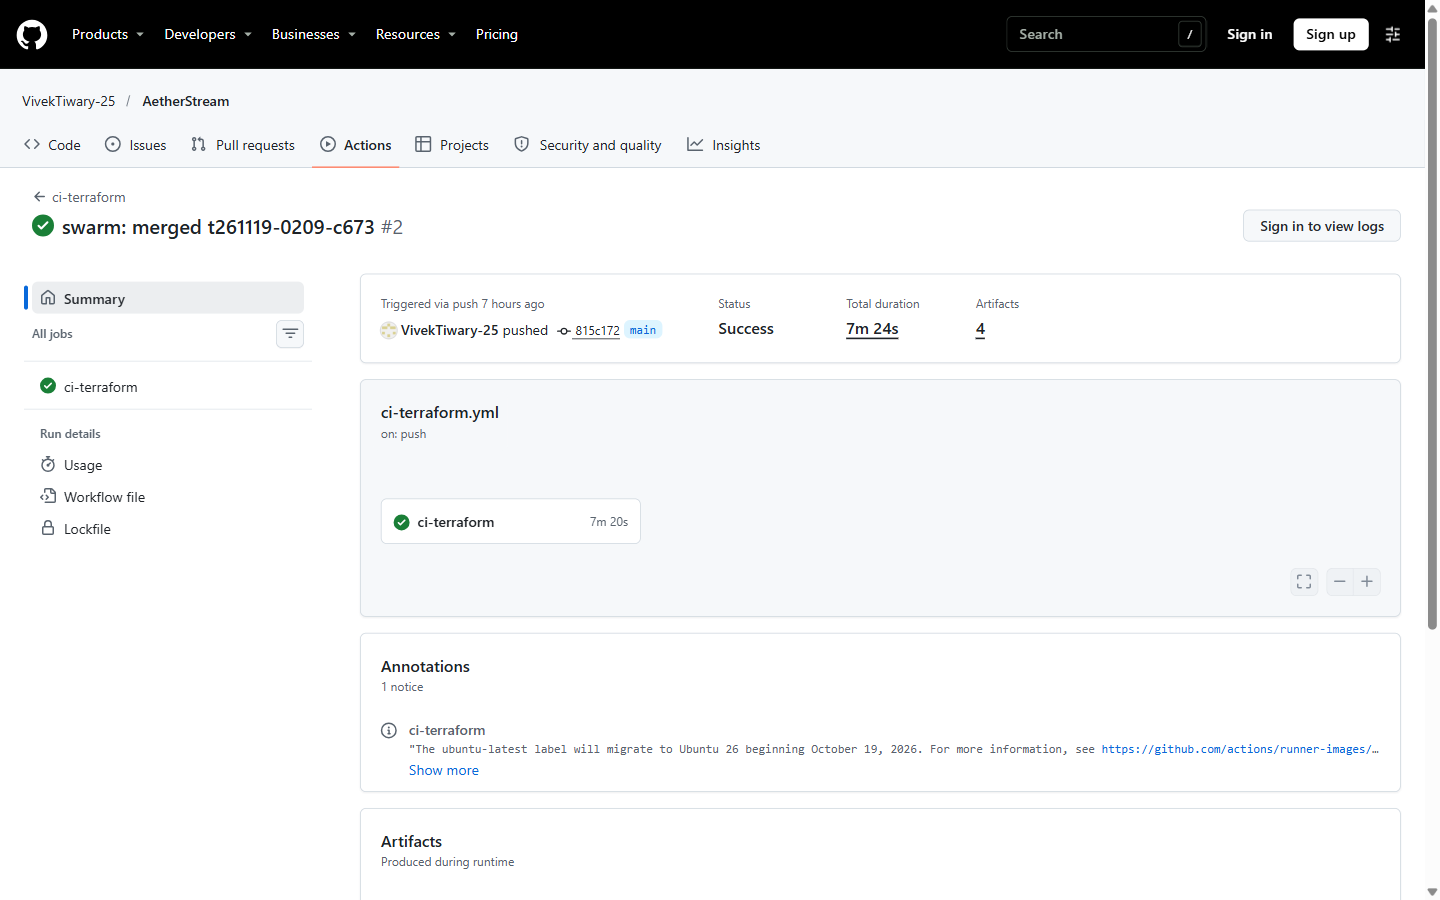 Products
Developers
Businesses
Resources
Pricing
Search
/
Sign in
Sign up
VivekTiwary-25 / AetherStream
Code
Issues
Pull requests
Actions
Projects
Security and quality
Insights
ci-terraform
swarm: merged t261119-0209-c673 #2
Sign in to view logs
Summary
All jobs
ci-terraform
Run details
Usage
Workflow file
Lockfile
Triggered via push 7 hours ago
VivekTiwary-25 pushed 815c172 main
Status
Success
Total duration
7m 24s
Artifacts
4
ci-terraform.yml
on: push
ci-terraform
7m 20s
Annotations
1 notice
ci-terraform
"The ubuntu-latest label will migrate to Ubuntu 26 beginning October 19, 2026. For more information, see https://github.com/actions/runner-images/…
Show more
Artifacts
Produced during runtime